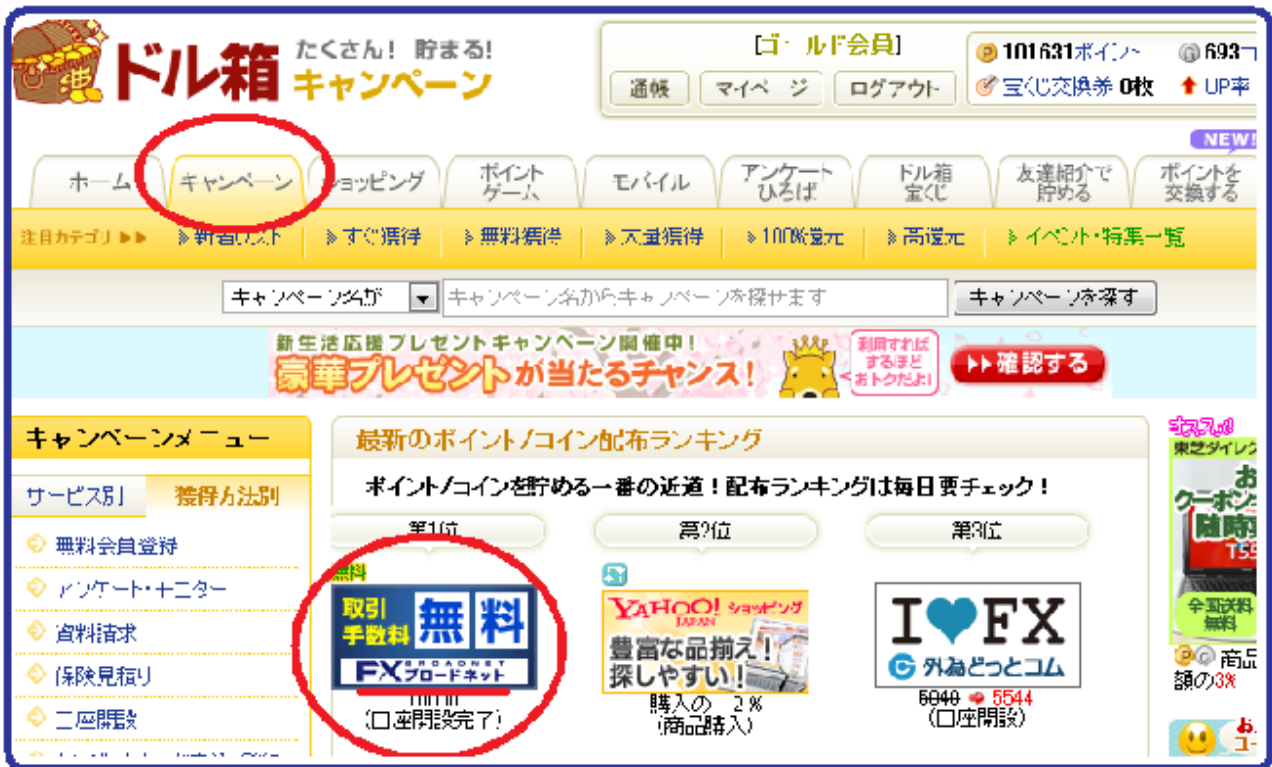 ドル箱 たくさん! 貯まる!
キャンペーン
[ゴールド会員]
通帳 マイページ ログアウト
101631ポイント 693
宝くじ交換券 0枚 UP率
NEW!
ホーム キャンペーン ショッピング ポイントゲーム モバイル アンケートひろば ドル箱宝くじ 友達紹介で貯める ポイントを交換する
注目カテゴリ ▶▶ 》新着リスト 》すぐ獲得 》無料獲得 》大量獲得 》100%還元 》高還元 》イベント・特集一覧
キャンペーン名が キャンペーン名からキャンペーンを探せます キャンペーンを探す
新生活応援プレゼントキャンペーン開催中!
豪華プレゼントが当たるチャンス!
利用すれば
するほど
おトクだよ!
▶▶確認する
キャンペーンメニュー
サービス別 獲得方法別
無料会員登録
アンケート・モニター
資料請求
保険見積り
口座開設
最新のポイント/コイン配布ランキング
ポイント/コインを貯める一番の近道!配布ランキングは毎日要チェック!
第1位
無料
取引
手数料 無料
FXブロードネット
BROADNET
(口座開設完了)
第2位
YAHOO! ショッピング
JAPAN
豊富な品揃え!
探しやすい!
購入の 2%
(商品購入)
第3位
I♥FX
外為どっとコム
5040 5544
(口座開設)
オススメ!
東芝ダイレク
お
クーポン
随時
全国送料
無料
商品
額の3%